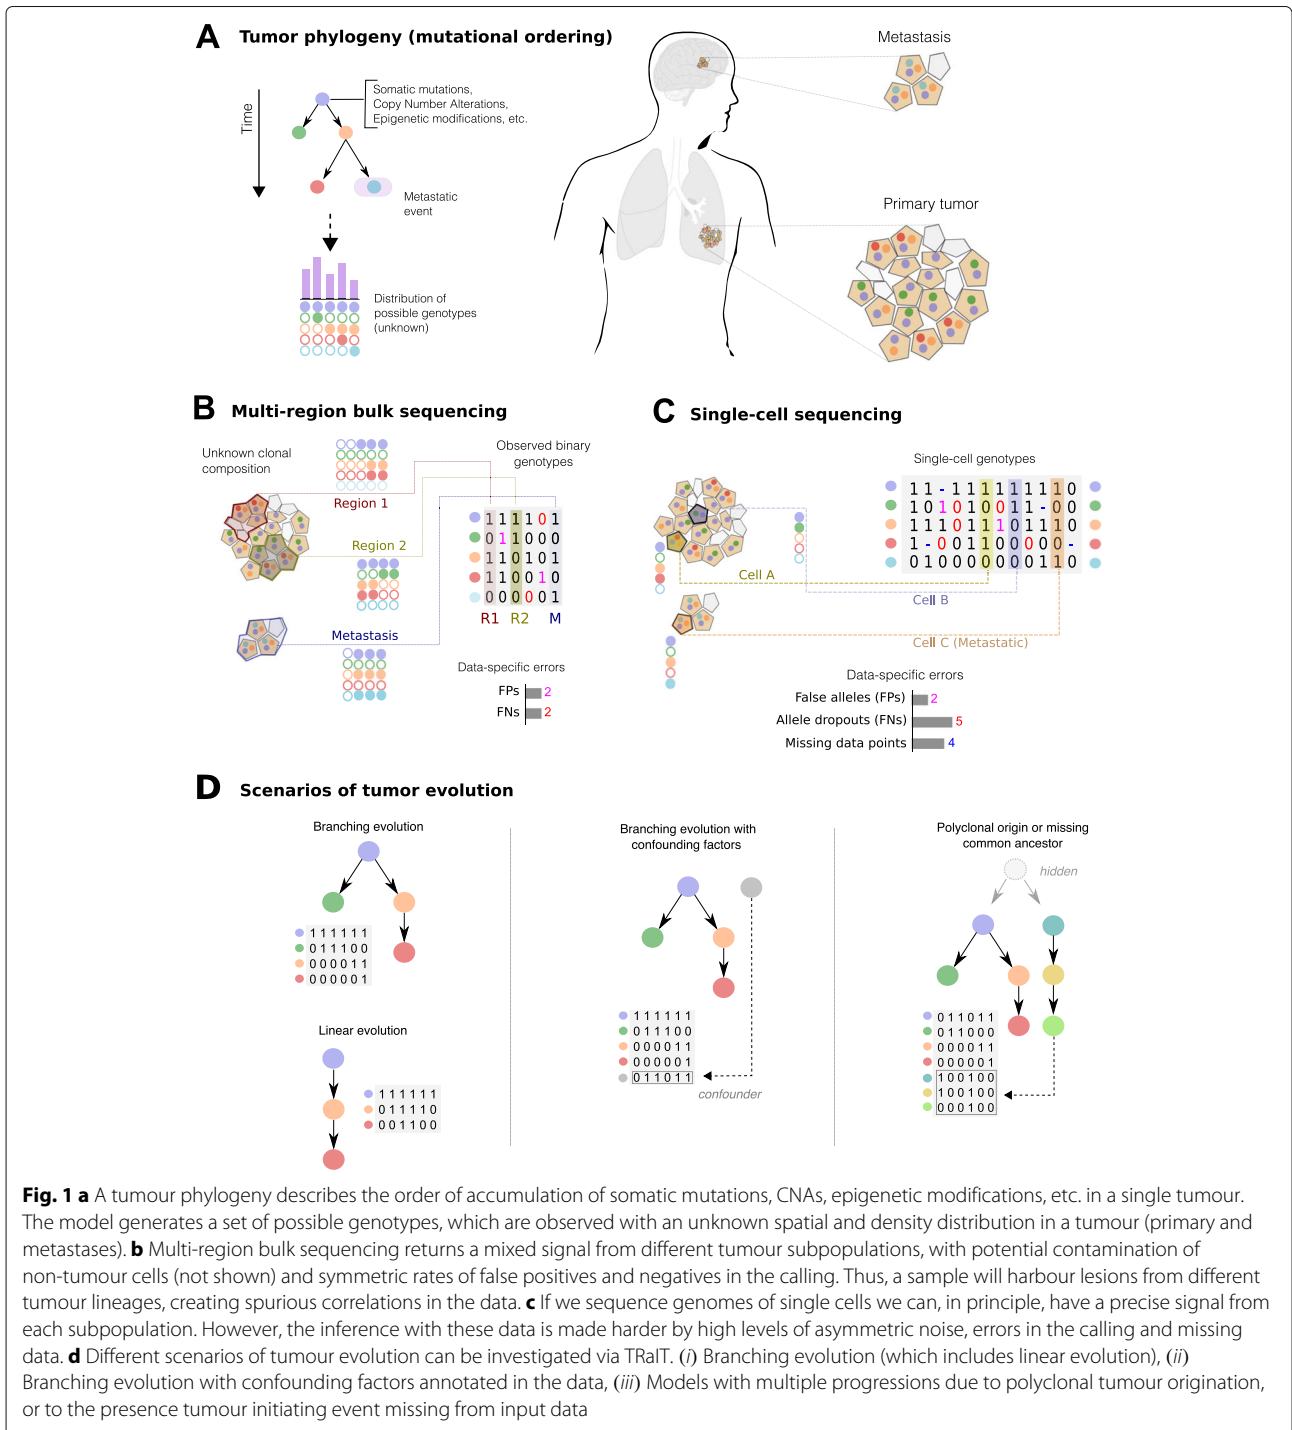 A Tumor phylogeny (mutational ordering)
Time
Somatic mutations,
Copy Number Alterations,
Epigenetic modifications, etc.
Metastatic
event
Distribution of
possible genotypes
(unknown)
Metastasis
Primary tumor
B Multi-region bulk sequencing
Unknown clonal
composition
Region 1
Region 2
Metastasis
Observed binary
genotypes
1 1 1 1 0 1
0 1 1 0 0 0
1 1 0 1 0 1
1 1 0 0 1 0
0 0 0 0 0 1
R1 R2 M
Data-specific errors
FPs 2
FNs 2
C Single-cell sequencing
Single-cell genotypes
1 1 - 1 1 1 1 1 1 1 1 0
1 0 1 0 1 0 0 1 1 - 0 0
1 1 1 0 1 1 1 0 1 1 1 0
1 - 0 0 1 1 0 0 0 0 0 -
0 1 0 0 0 0 0 0 0 1 1 0
Cell A
Cell B
Cell C (Metastatic)
Data-specific errors
False alleles (FPs) 2
Allele dropouts (FNs) 5
Missing data points 4
D Scenarios of tumor evolution
Branching evolution
1 1 1 1 1 1
0 1 1 1 0 0
0 0 0 0 1 1
0 0 0 0 0 1
Linear evolution
1 1 1 1 1 1
0 1 1 1 1 0
0 0 1 1 0 0
Branching evolution with
confounding factors
1 1 1 1 1 1
0 1 1 1 0 0
0 0 0 0 1 1
0 0 0 0 0 1
0 1 1 0 1 1
confounder
Polyclonal origin or missing
common ancestor
hidden
0 1 1 0 1 1
0 1 1 0 0 0
0 0 0 0 1 1
0 0 0 0 0 1
1 0 0 1 0 0
1 0 0 1 0 0
0 0 0 1 0 0
Fig. 1 a A tumour phylogeny describes the order of accumulation of somatic mutations, CNAs, epigenetic modifications, etc. in a single tumour.
The model generates a set of possible genotypes, which are observed with an unknown spatial and density distribution in a tumour (primary and
metastases). b Multi-region bulk sequencing returns a mixed signal from different tumour subpopulations, with potential contamination of
non-tumour cells (not shown) and symmetric rates of false positives and negatives in the calling. Thus, a sample will harbour lesions from different
tumour lineages, creating spurious correlations in the data. c If we sequence genomes of single cells we can, in principle, have a precise signal from
each subpopulation. However, the inference with these data is made harder by high levels of asymmetric noise, errors in the calling and missing
data. d Different scenarios of tumour evolution can be investigated via TRaIT. (i) Branching evolution (which includes linear evolution), (ii)
Branching evolution with confounding factors annotated in the data, (iii) Models with multiple progressions due to polyclonal tumour origination,
or to the presence tumour initiating event missing from input data